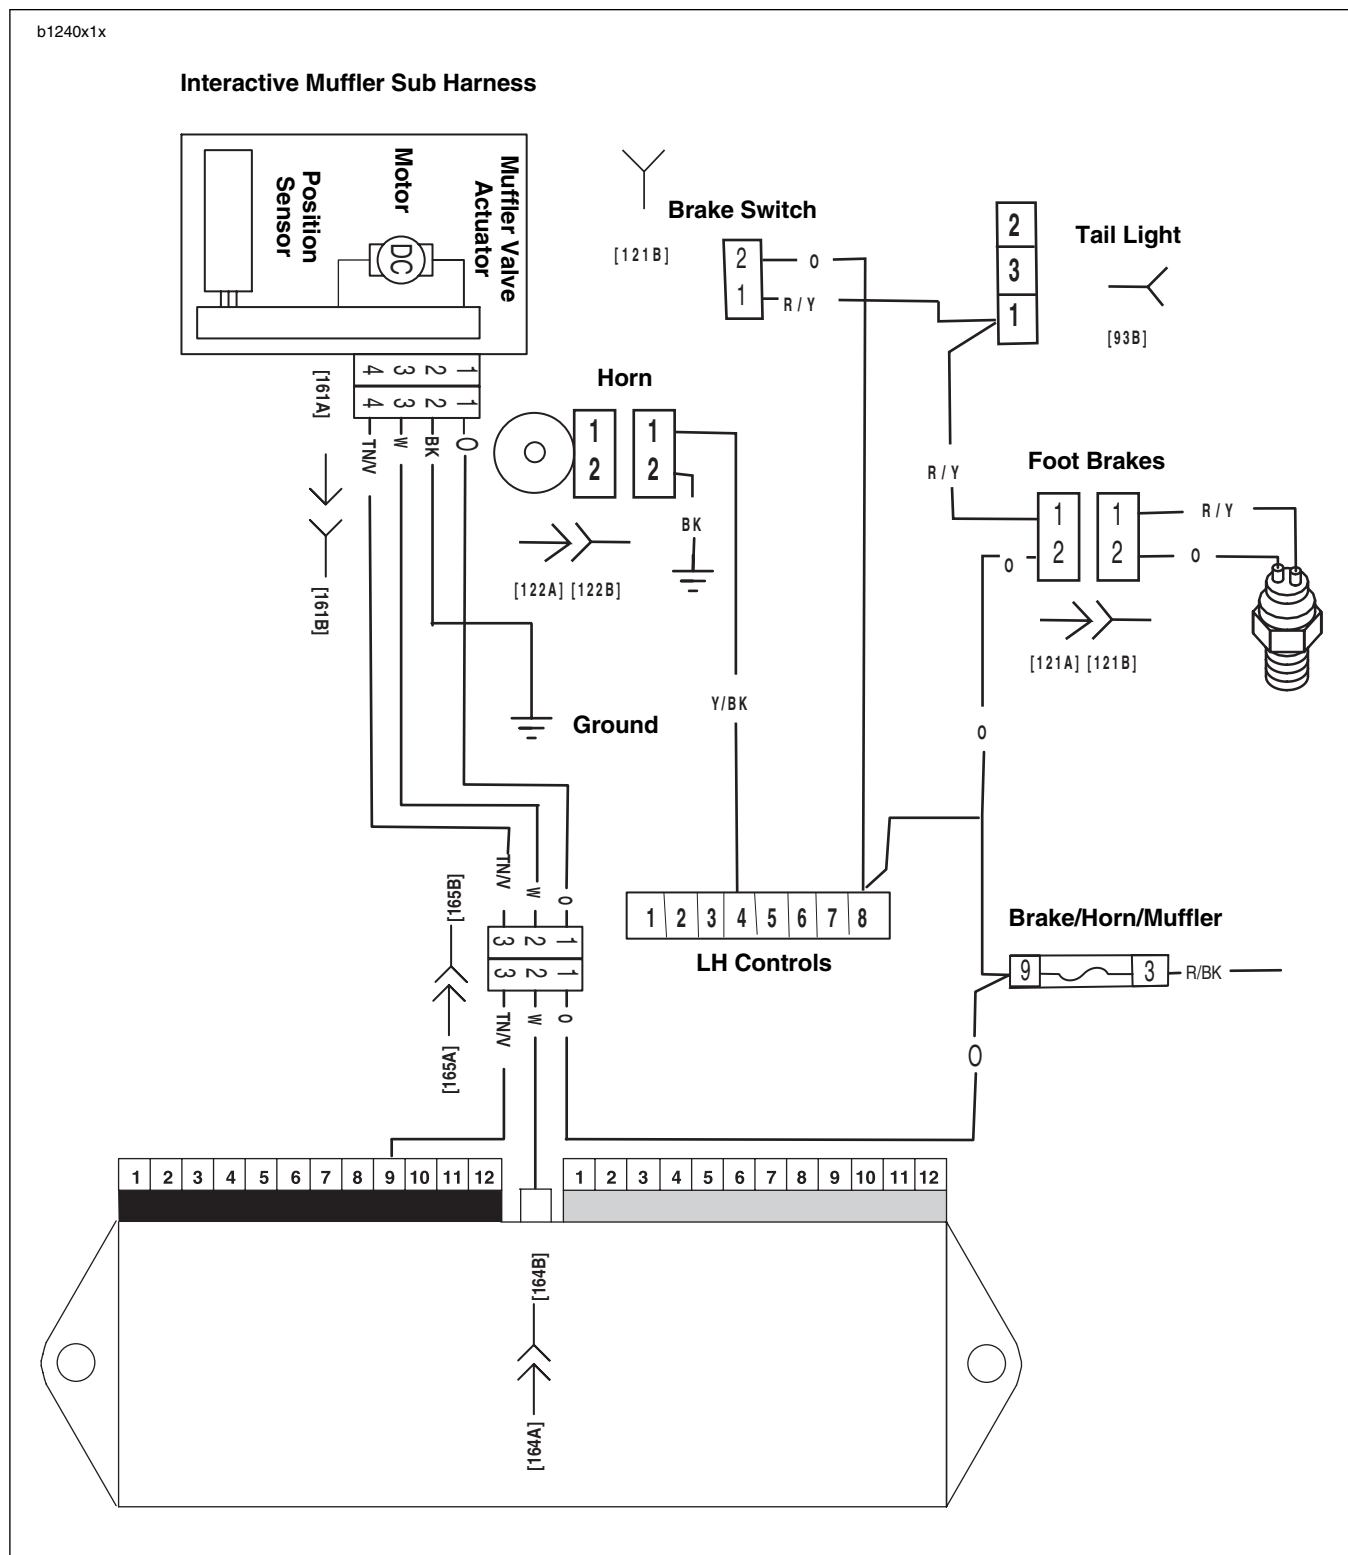 b1240x1x
Interactive Muffler Sub Harness
Position
Sensor
Motor
DC
Muffler Valve
Actuator
4 3 2 1
4 3 2 1
[161A]
[161B]
TN/V W BK O
Brake Switch
[121B]
2
1
O
R / Y
2
3
1
Tail Light
[93B]
Horn
1
2
1
2
BK
[122A] [122B]
R / Y
Foot Brakes
1
2
1
2
R / Y
O
O
[121A] [121B]
Y/BK
O
Ground
TN/V W O
[165B]
3 2 1
3 2 1
[165A]
TN/V W O
1 2 3 4 5 6 7 8
LH Controls
Brake/Horn/Muffler
9 3 R/BK
O
1 2 3 4 5 6 7 8 9 10 11 12
1 2 3 4 5 6 7 8 9 10 11 12
[164B]
[164A]